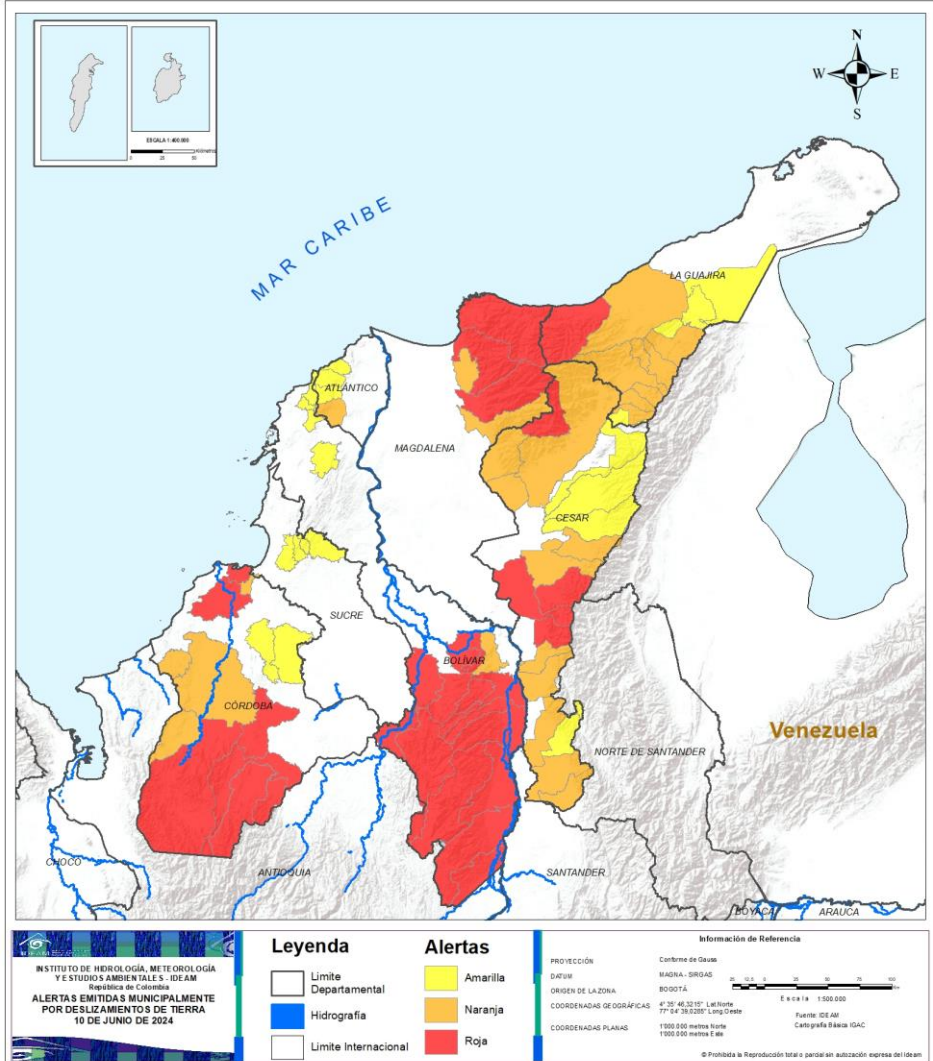 N
W
E
S
ESCALA 1:400.000
0 25 50
MAR CARIBE
LA GUAJIRA
ATLÁNTICO
MAGDALENA
CESAR
SUCRE
BOLÍVAR
CÓRDOBA
NORTE DE SANTANDER
Venezuela
CHOCÓ
ANTIOQUIA
SANTANDER
BOYACÁ
ARAUCA
INSTITUTO DE HIDROLOGÍA, METEOROLOGÍA
Y ESTUDIOS AMBIENTALES - IDEAM
República de Colombia
ALERTAS EMITIDAS MUNICIPALMENTE
POR DESLIZAMIENTOS DE TIERRA
10 DE JUNIO DE 2024
Leyenda
Limite
Departamental
Hidrografía
Limite Internacional
Alertas
Amarilla
Naranja
Roja
Información de Referencia
PROYECCIÓN Conforme de Gauss
DATUM MAGNA - SIRGAS
ORIGEN DE LA ZONA BOGOTÁ
COORDENADAS GEOGRÁFICAS 4° 35' 46,3215" Lat.Norte
77° 04' 39,0285" Long.Oeste
COORDENADAS PLANAS 1'000.000 metros Norte
1'000.000 metros Este
25 12,5 0 25 50 75 100
Escala 1:500.000
Fuente: IDEAM
Cartografía Básica: IGAC
© Prohibida la Reproducción total o parcial sin autización expresa del Ideam